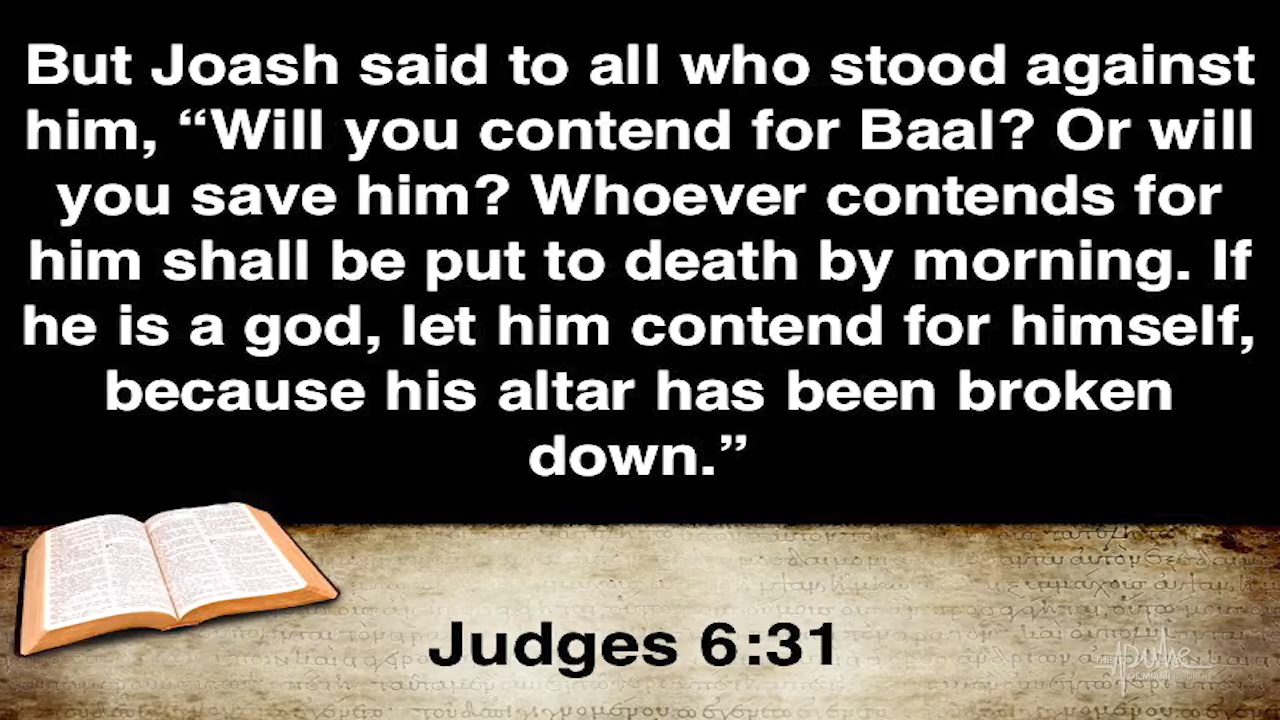 But Joash said to all who stood against
him, “Will you contend for Baal? Or will
you save him? Whoever contends for
him shall be put to death by morning. If
he is a god, let him contend for himself,
because his altar has been broken
down.”
Judges 6:31